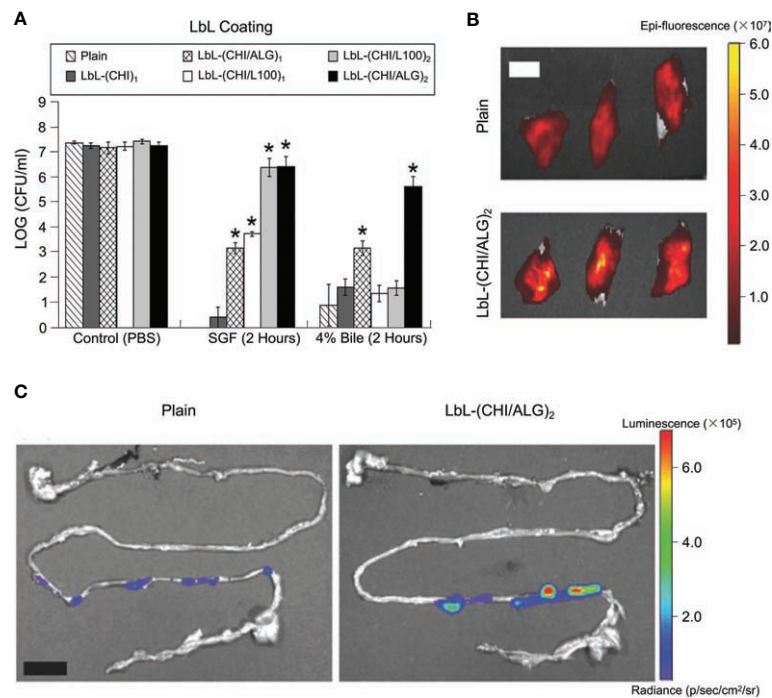 A
LbL Coating
Plain
LbL-(CHI/ALG)₁
LbL-(CHI/L100)₂
LbL-(CHI)₁
LbL-(CHI/L100)₁
LbL-(CHI/ALG)₂
LOG (CFU/ml)
9
8
7
6
5
4
3
2
1
0
* * * *
* *
Control (PBS)
SGF (2 Hours)
4% Bile (2 Hours)
B
Epi-fluorescence (×10⁷)
Plain
LbL-(CHI/ALG)₂
6.0
5.0
4.0
3.0
2.0
1.0
C
Plain
LbL-(CHI/ALG)₂
Luminescence (×10⁵)
6.0
4.0
2.0
Radiance (p/sec/cm²/sr)